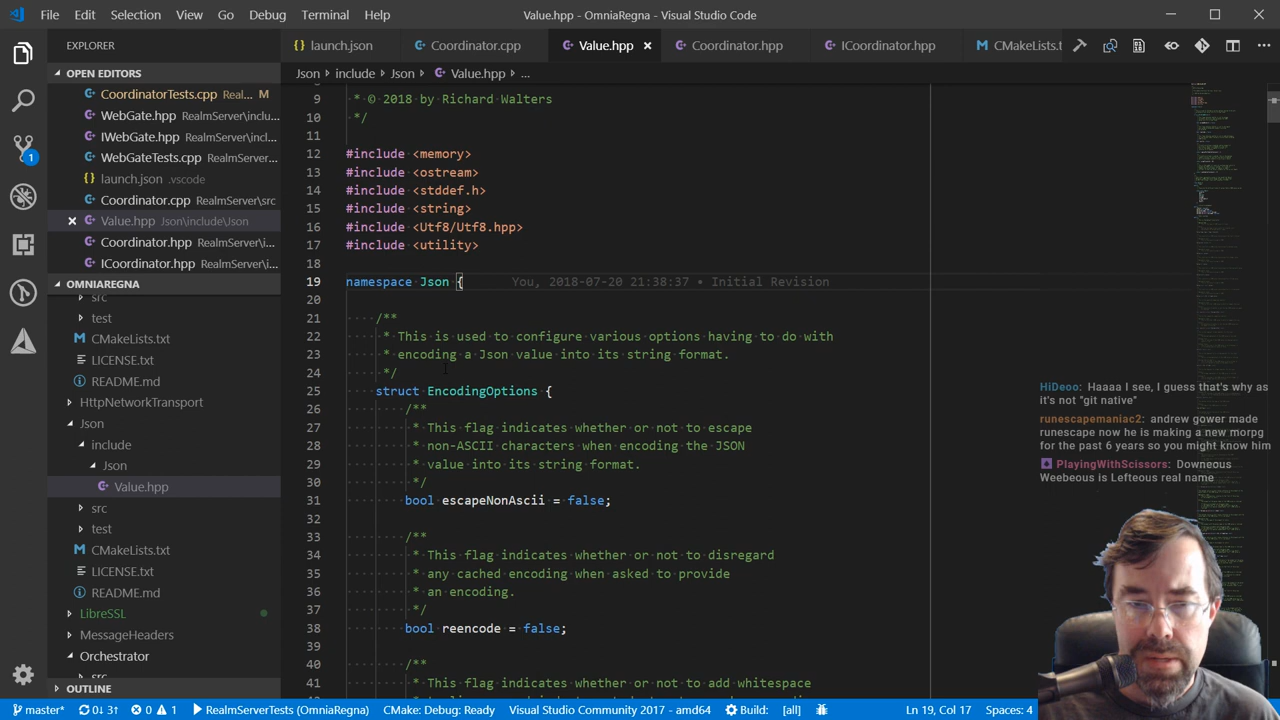 File Edit Selection View Go Debug Terminal Help Value.hpp - OmniaRegna - Visual Studio Code
EXPLORER
launch.json Coordinator.cpp Value.hpp Coordinator.hpp ICoordinator.hpp CMakeLists.t
OPEN EDITORS
CoordinatorTests.cpp Real... M
WebGate.hpp RealmServer\incl...
IWebGate.hpp RealmServer\incl...
WebGateTests.cpp RealmServer...
launch.json .vscode
Coordinator.cpp RealmServer\src
Value.hpp Json\include\Json
Coordinator.hpp RealmServer\i...
ICoordinator.hpp RealmServer\i...
OMNIAREGNA
src
test
CMakeLists.txt
LICENSE.txt
README.md
HttpNetworkTransport
Json
include
Json
Value.hpp
src
test
CMakeLists.txt
LICENSE.txt
README.md
LibreSSL
MessageHeaders
Orchestrator
src
OUTLINE
1
Json > include > Json > Value.hpp > ...
9 * © 2018 by Richard Walters
10 */
11
12 #include <memory>
13 #include <ostream>
14 #include <stddef.h>
15 #include <string>
16 #include <Utf8/Utf8.hpp>
17 #include <utility>
18
19 namespace Json { You, 2018-07-20 21:38:37 • Initial Revision
20
21 /**
22 * This is used to configure various options having to do with
23 * encoding a Json value into its string format.
24 */
25 struct EncodingOptions {
26 /**
27 * This flag indicates whether or not to escape
28 * non-ASCII characters when encoding the JSON
29 * value into its string format.
30 */
31 bool escapeNonAscii = false;
32
33 /**
34 * This flag indicates whether or not to disregard
35 * any cached encoding when asked to provide
36 * an encoding.
37 */
38 bool reencode = false;
39
40 /**
41 * This flag indicates whether or not to add whitespace
HiDeoo: Haaaa I see, I guess that's why as
it's not "git native"
runescapemaniac2: andrew gower made
runescape now he is making a new morpg
for the past 6 years so you might know him
PlayingWithScissors: Downeous
Weebeous is Lefteous real name
master* 0↓ 3↑ 0 1 RealmServerTests (OmniaRegna) CMake: Debug: Ready Visual Studio Community 2017 - amd64 Build: [all] Ln 19, Col 17 Spaces: 4